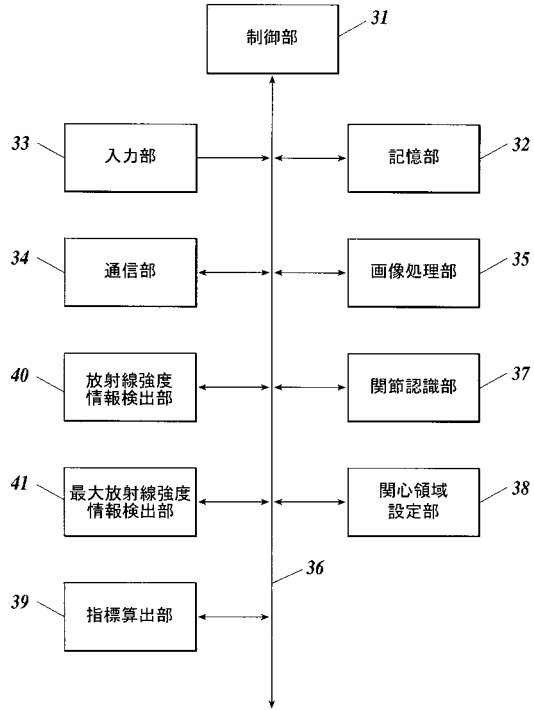 制御部
31
33
入力部
記憶部
32
34
通信部
画像処理部
35
40
放射線強度
情報検出部
関節認識部
37
41
最大放射線強度
情報検出部
関心領域
設定部
38
36
39
指標算出部